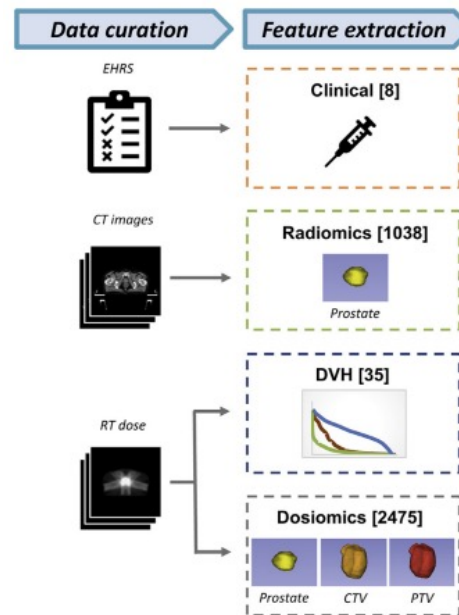 Data curation
Feature extraction
EHRS
Clinical [8]
CT images
Radiomics [1038]
Prostate
DVH [35]
RT dose
Dosiomics [2475]
Prostate
CTV
PTV